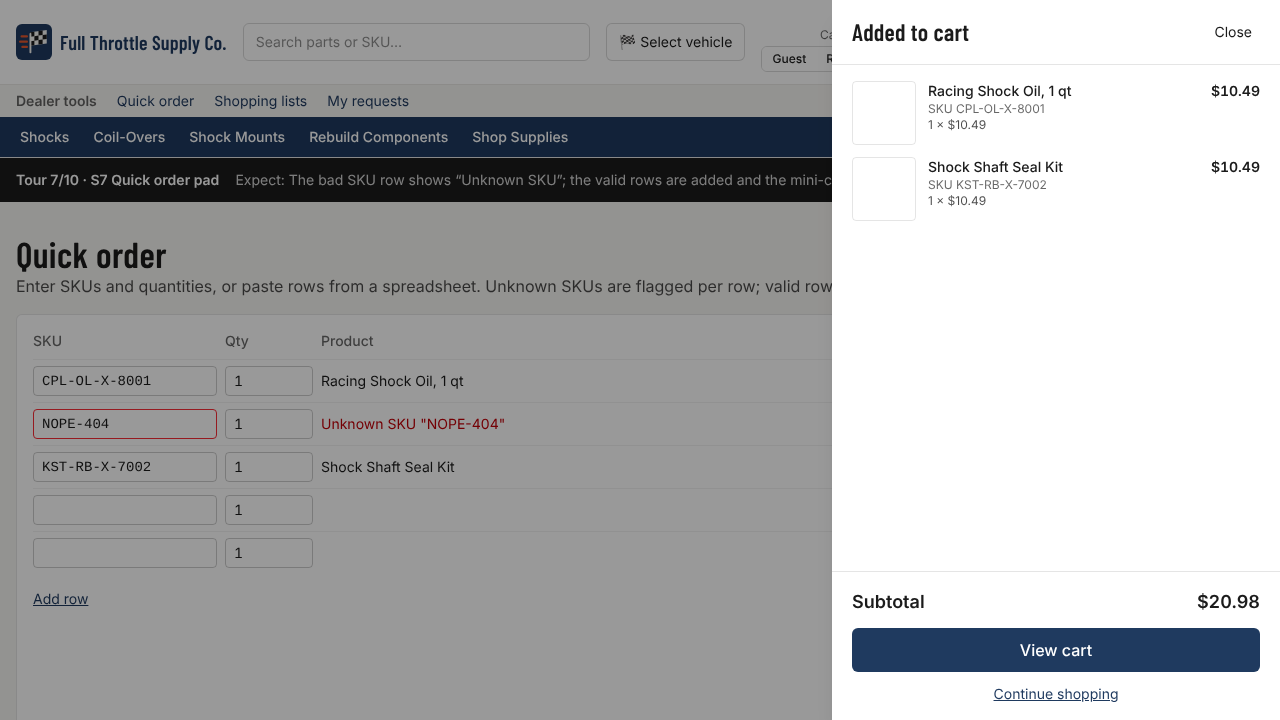 Full Throttle Supply Co.
Search parts or SKU...
Select vehicle
Guest
Dealer tools
Quick order
Shopping lists
My requests
Shocks
Coil-Overs
Shock Mounts
Rebuild Components
Shop Supplies
Tour 7/10 · S7 Quick order pad
Expect: The bad SKU row shows “Unknown SKU”; the valid rows are added and the
Quick order
Enter SKUs and quantities, or paste rows from a spreadsheet. Unknown SKUs are flagged per row; valid row
SKU
Qty
Product
CPL-OL-X-8001
1
Racing Shock Oil, 1 qt
NOPE-404
1
Unknown SKU "NOPE-404"
KST-RB-X-7002
1
Shock Shaft Seal Kit
1
1
Add row
Added to cart
Close
Racing Shock Oil, 1 qt
$10.49
SKU CPL-OL-X-8001
1 × $10.49
Shock Shaft Seal Kit
$10.49
SKU KST-RB-X-7002
1 × $10.49
Subtotal
$20.98
View cart
Continue shopping